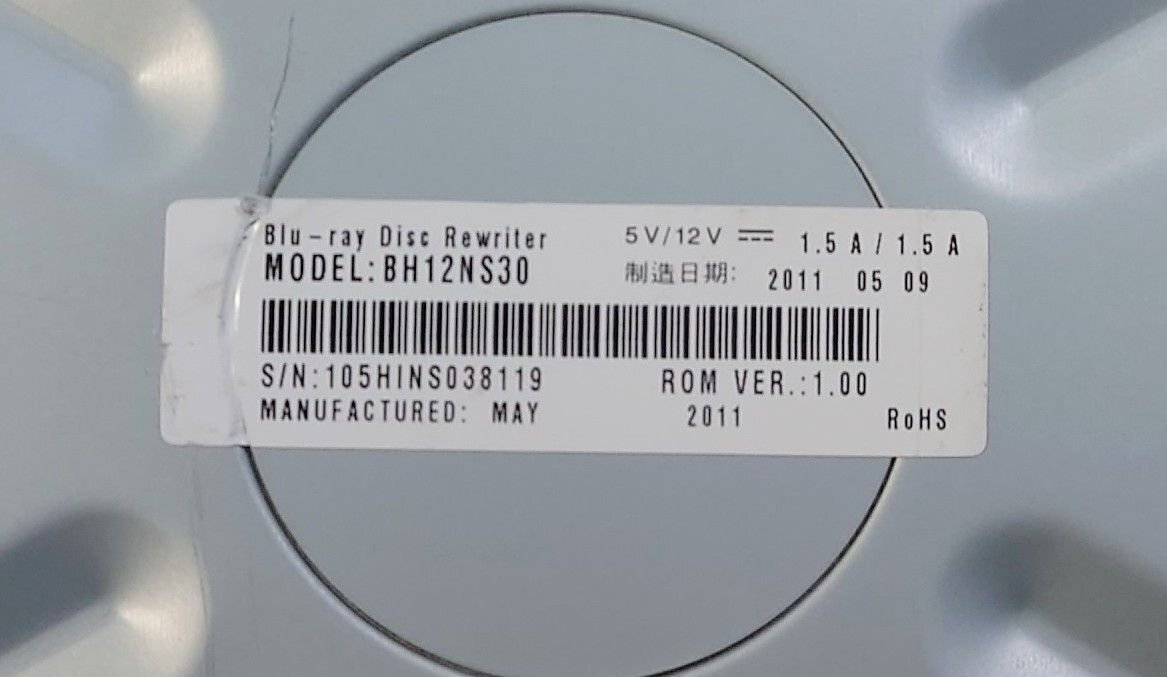 Blu-ray Disc Rewriter 5V/12V ⎓ 1.5 A / 1.5 A
MODEL:BH12NS30 制造日期: 2011 05 09
S/N:105HINS038119 ROM VER.:1.00
MANUFACTURED: MAY 2011 RoHS